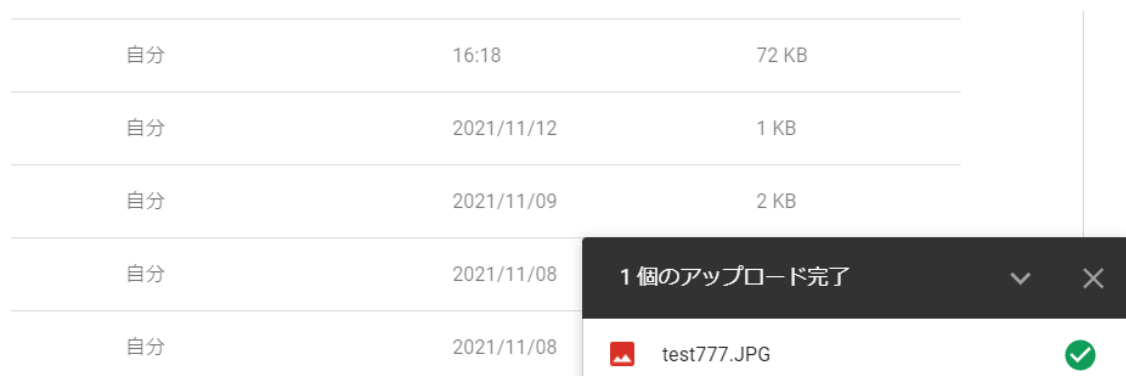 自分 16:18 72 KB
自分 2021/11/12 1 KB
自分 2021/11/09 2 KB
自分 2021/11/08
1 個のアップロード完了
自分 2021/11/08
test777.JPG